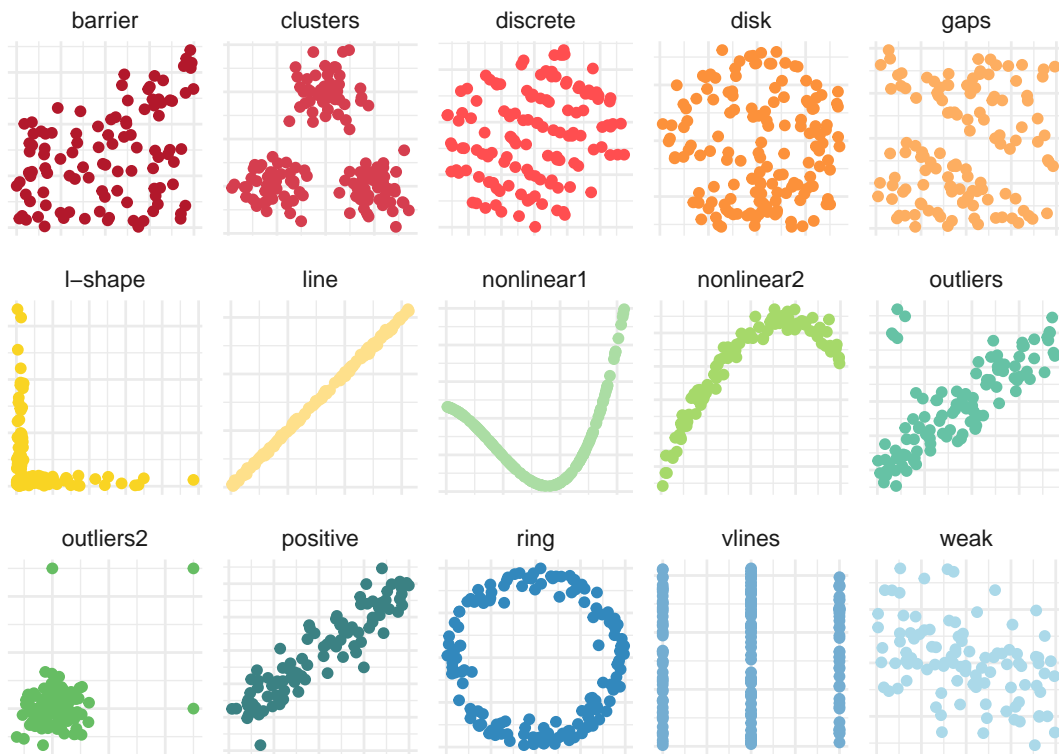 barrier clusters discrete disk gaps
l−shape line nonlinear1 nonlinear2 outliers
outliers2 positive ring vlines weak